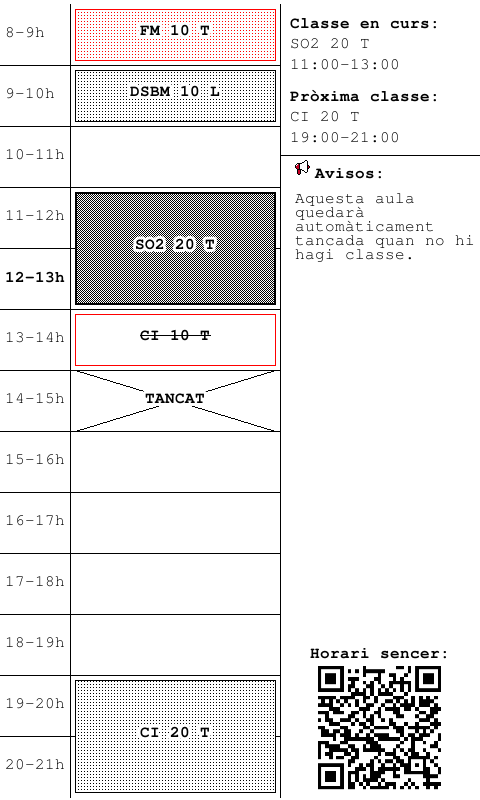 8-9h
FM 10 T
9-10h
DSBM 10 L
10-11h
11-12h
SO2 20 T
12-13h
13-14h
CI 10 T
14-15h
TANCAT
15-16h
16-17h
17-18h
18-19h
19-20h
CI 20 T
20-21h
Classe en curs:
SO2 20 T
11:00-13:00
Pròxima classe:
CI 20 T
19:00-21:00
Avisos:
Aquesta aula
quedarà
automàticament
tancada quan no hi
hagi classe.
Horari sencer: